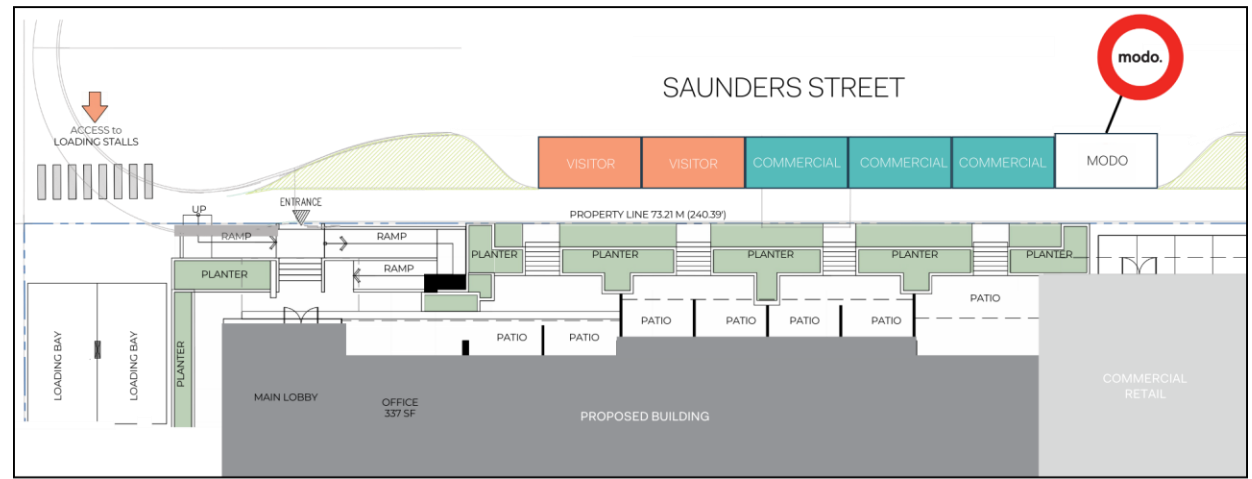 modo.
SAUNDERS STREET
ACCESS to
LOADING STALLS
VISITOR
VISITOR
COMMERCIAL
COMMERCIAL
COMMERCIAL
MODO
UP
ENTRANCE
PROPERTY LINE 73.21 M (240.39')
RAMP
RAMP
RAMP
PLANTER
PLANTER
PLANTER
PLANTER
PLANTER
PLANTER
PLANTER
PATIO
PATIO
PATIO
PATIO
PATIO
PATIO
PATIO
LOADING BAY
LOADING BAY
PLANTER
MAIN LOBBY
OFFICE
337 SF
PROPOSED BUILDING
COMMERCIAL
RETAIL